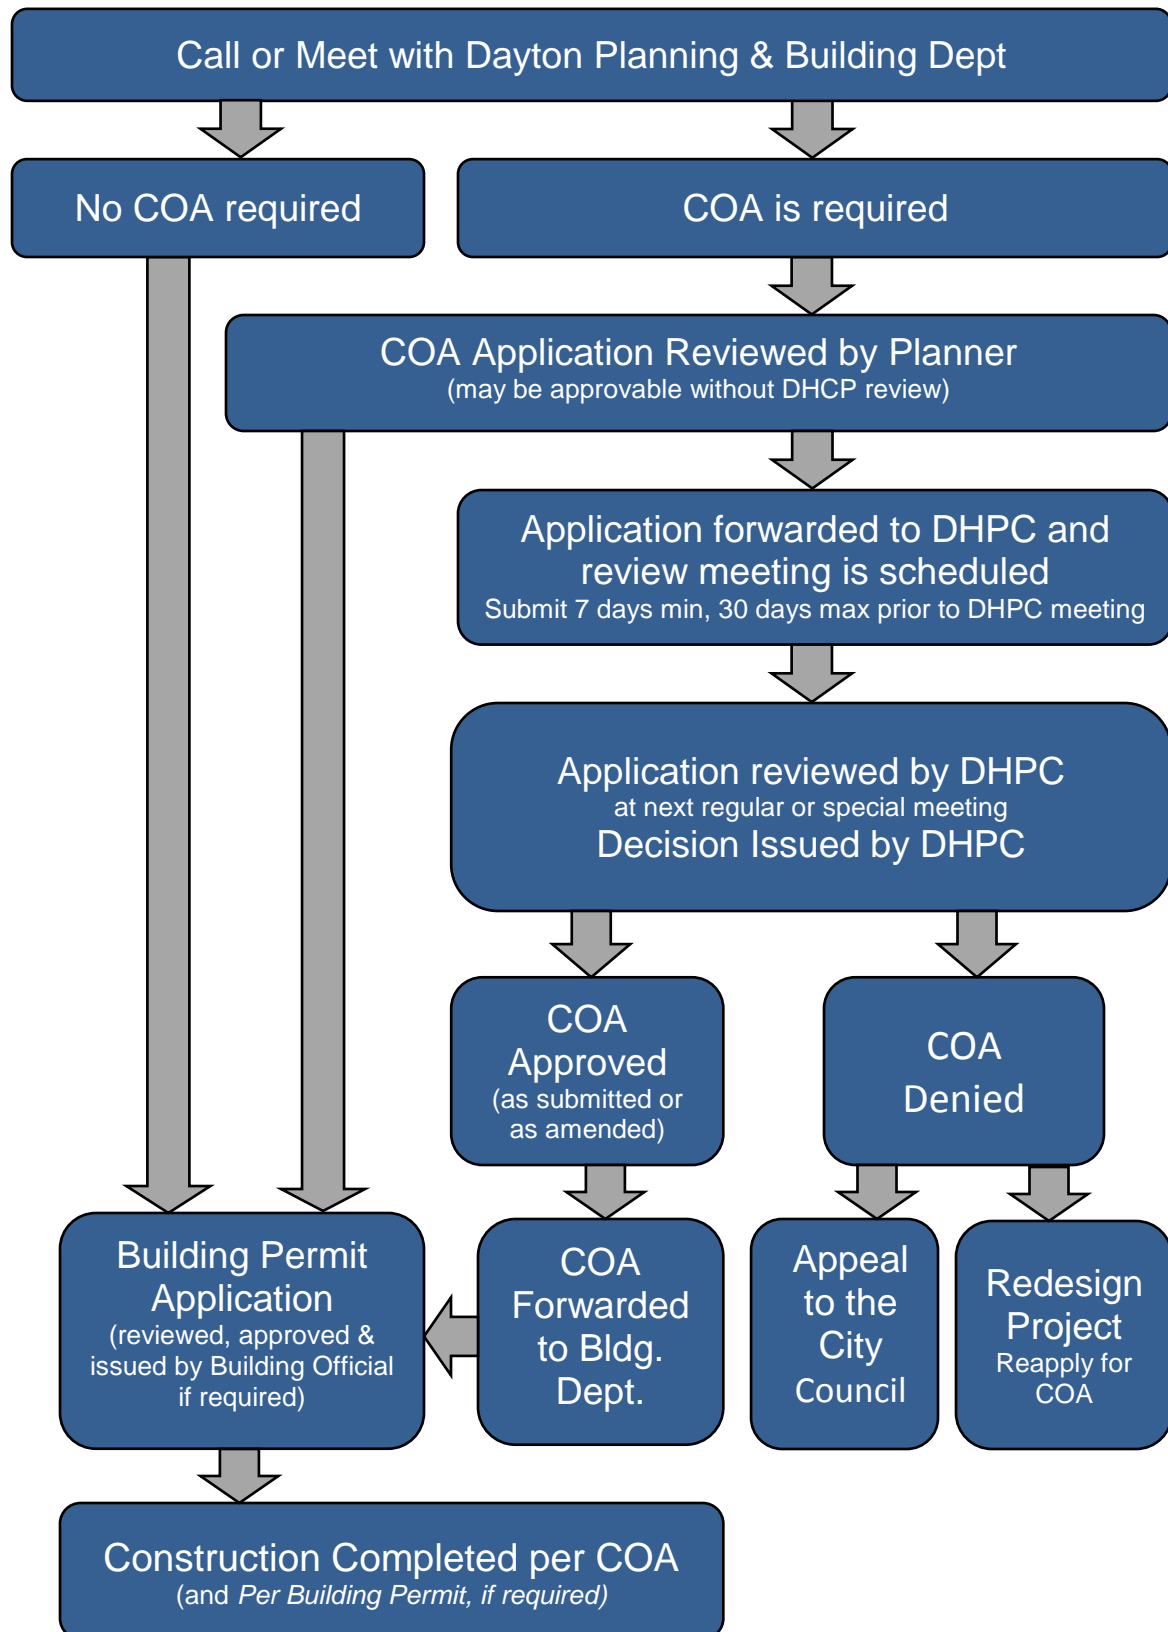 Call or Meet with Dayton Planning & Building Dept
No COA required
COA is required
COA Application Reviewed by Planner
(may be approvable without DHCP review)
Application forwarded to DHPC and
review meeting is scheduled
Submit 7 days min, 30 days max prior to DHPC meeting
Application reviewed by DHPC
at next regular or special meeting
Decision Issued by DHPC
COA
Approved
(as submitted or
as amended)
COA
Denied
Building Permit
Application
(reviewed, approved &
issued by Building Official
if required)
COA
Forwarded
to Bldg.
Dept.
Appeal
to the
City
Council
Redesign
Project
Reapply for
COA
Construction Completed per COA
(and Per Building Permit, if required)